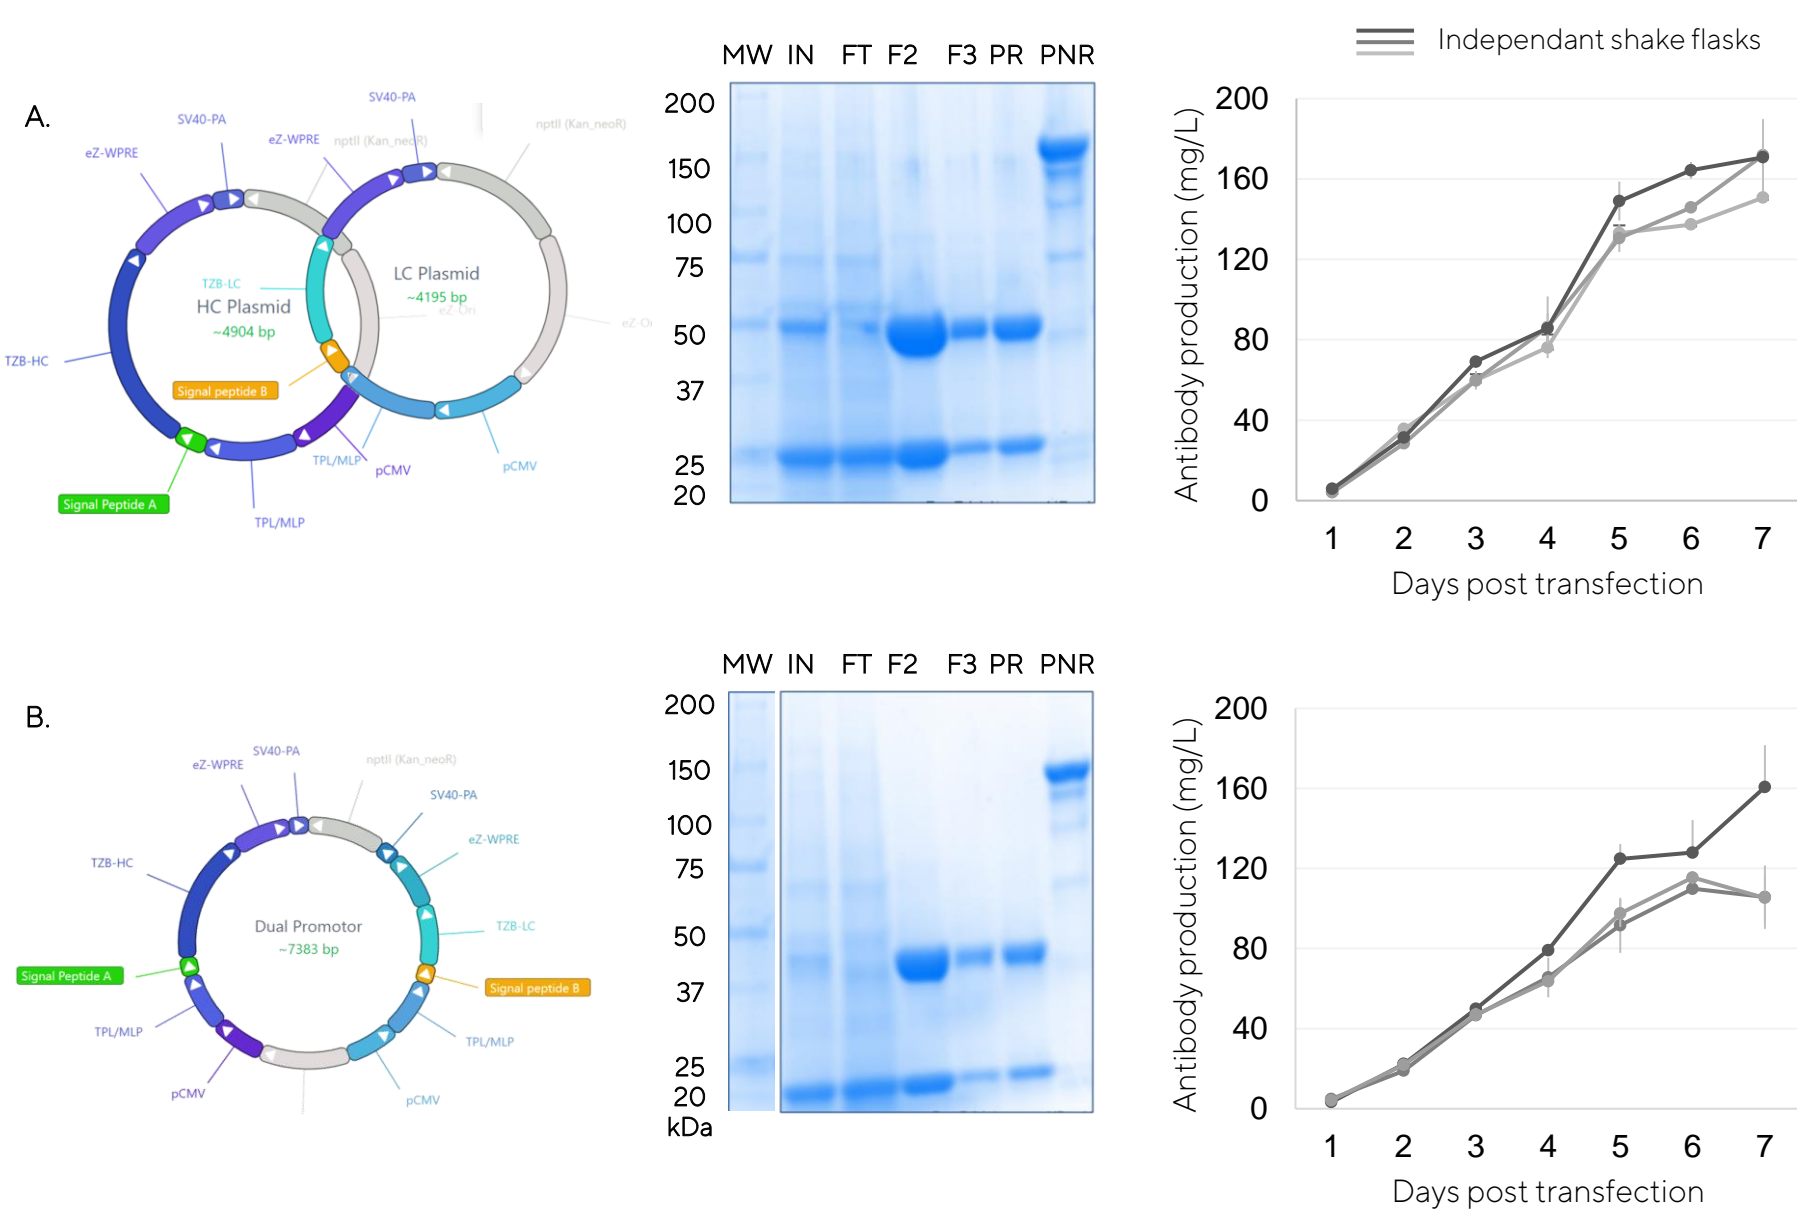 Independant shake flasks
A.
SV40-PA
SV40-PA
eZ-WPRE
nptII (Kan_neoR)
eZ-WPRE
nptII (Kan_neoR)
TZB-LC
HC Plasmid
~4904 bp
LC Plasmid
~4195 bp
eZ-Ori
TZB-HC
Signal peptide B
TPL/MLP
pCMV
pCMV
Signal Peptide A
TPL/MLP
MW IN FT F2 F3 PR PNR
200
150
100
75
50
37
25
20
Antibody production (mg/L)
200
160
120
80
40
0
1 2 3 4 5 6 7
Days post transfection
B.
SV40-PA
eZ-WPRE
nptII (Kan_neoR)
SV40-PA
eZ-WPRE
TZB-HC
Dual Promotor
~7383 bp
TZB-LC
Signal Peptide A
Signal peptide B
TPL/MLP
TPL/MLP
pCMV
pCMV
MW IN FT F2 F3 PR PNR
200
150
100
75
50
37
25
20
kDa
Antibody production (mg/L)
200
160
120
80
40
0
1 2 3 4 5 6 7
Days post transfection